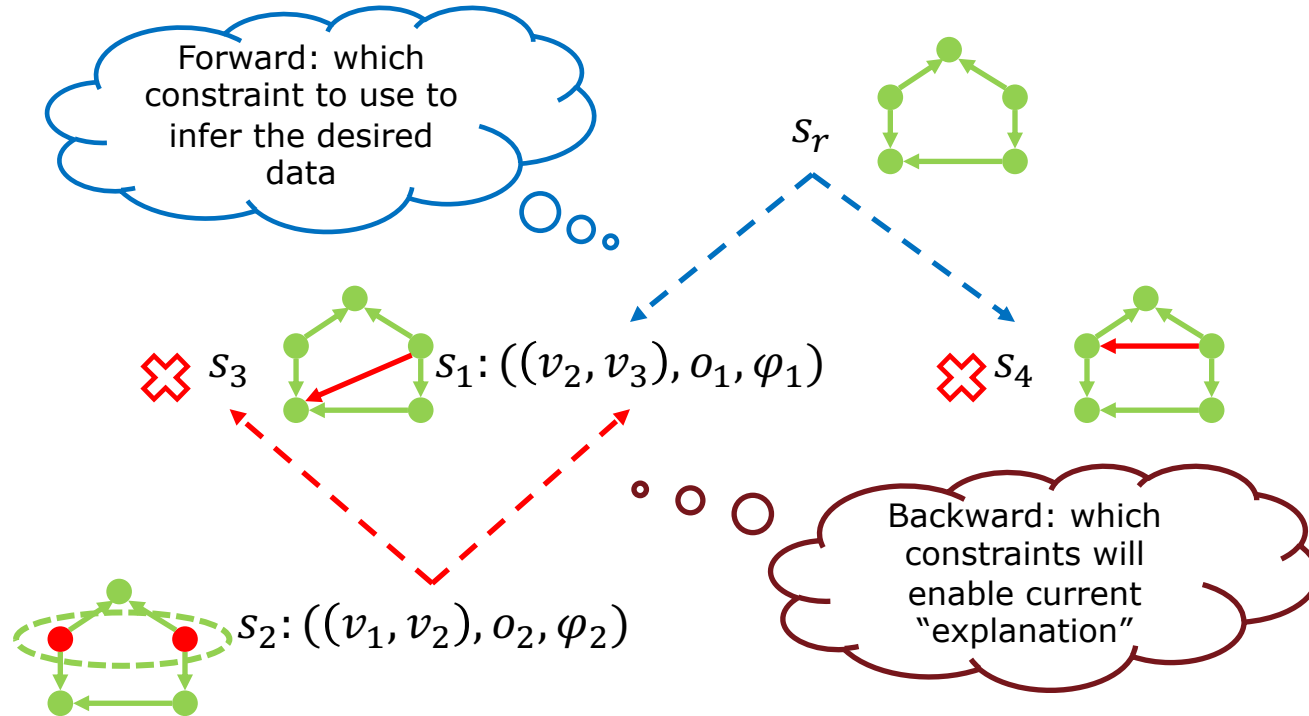 Forward: which
constraint to use to
infer the desired
data
s_r
s_3
s_1: ((v_2, v_3), o_1, φ_1)
s_4
Backward: which
constraints will
enable current
“explanation”
s_2: ((v_1, v_2), o_2, φ_2)